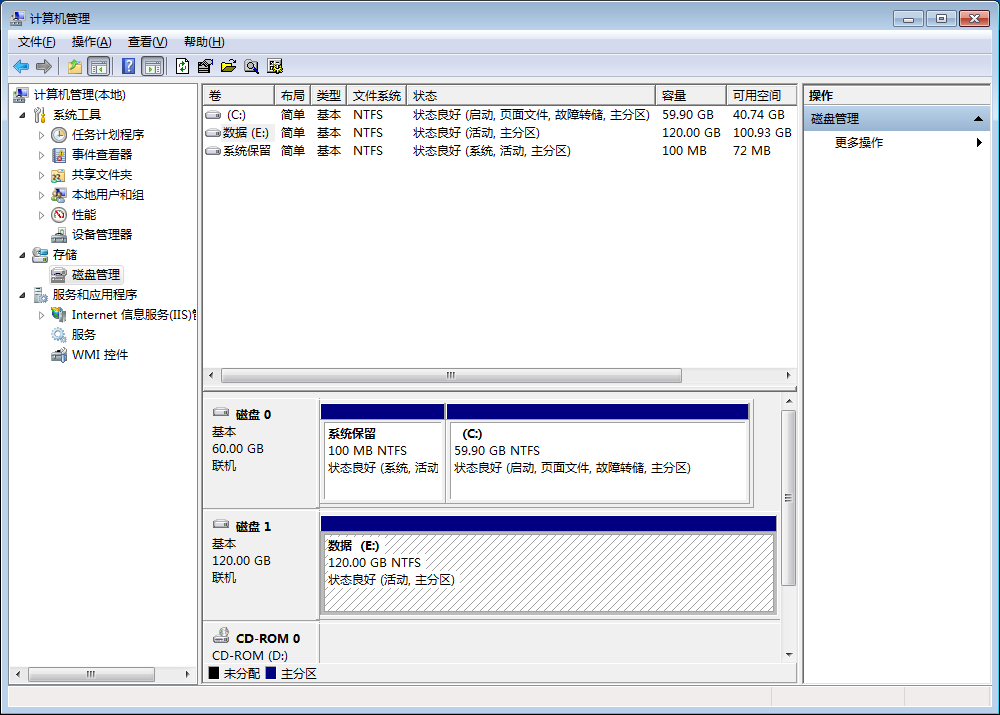 计算机管理
文件(F) 操作(A) 查看(V) 帮助(H)
计算机管理(本地)
系统工具
任务计划程序
事件查看器
共享文件夹
本地用户和组
性能
设备管理器
存储
磁盘管理
服务和应用程序
Internet 信息服务(IIS)
服务
WMI 控件
卷 布局 类型 文件系统 状态 容量 可用空间
(C:) 简单 基本 NTFS 状态良好 (启动, 页面文件, 故障转储, 主分区) 59.90 GB 40.74 GB
数据 (E:) 简单 基本 NTFS 状态良好 (活动, 主分区) 120.00 GB 100.93 GB
系统保留 简单 基本 NTFS 状态良好 (系统, 活动, 主分区) 100 MB 72 MB
磁盘 0
基本
60.00 GB
联机
系统保留
100 MB NTFS
状态良好 (系统, 活动
(C:)
59.90 GB NTFS
状态良好 (启动, 页面文件, 故障转储, 主分区)
磁盘 1
基本
120.00 GB
联机
数据 (E:)
120.00 GB NTFS
状态良好 (活动, 主分区)
CD-ROM 0
CD-ROM (D:)
未分配 主分区
操作
磁盘管理
更多操作